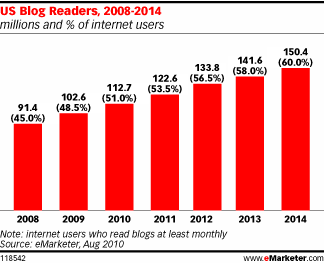 US Blog Readers, 2008-2014
millions and % of internet users
91.4
(45.0%)
102.6
(48.5%)
112.7
(51.0%)
122.6
(53.5%)
133.8
(56.5%)
141.6
(58.0%)
150.4
(60.0%)
2008 2009 2010 2011 2012 2013 2014
Note: internet users who read blogs at least monthly
Source: eMarketer, Aug 2010
118542 www.eMarketer.com